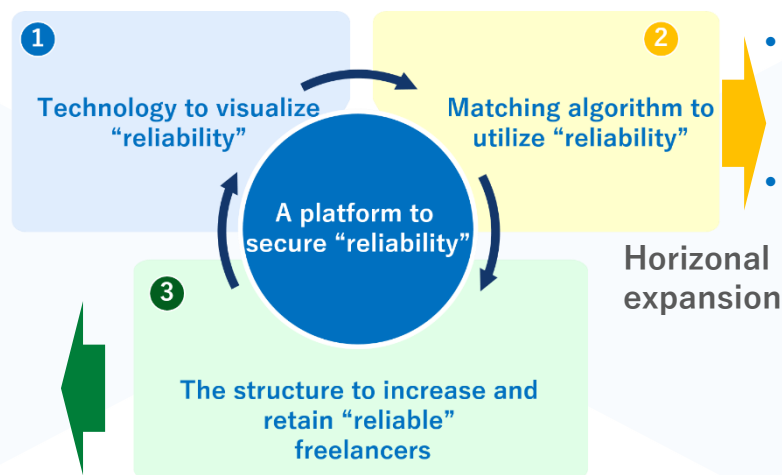 1
Technology to visualize
“reliability”
2
Matching algorithm to
utilize “reliability”
•
•
A platform to
secure “reliability”
Horizonal
expansion
3
The structure to increase and
retain “reliable”
freelancers